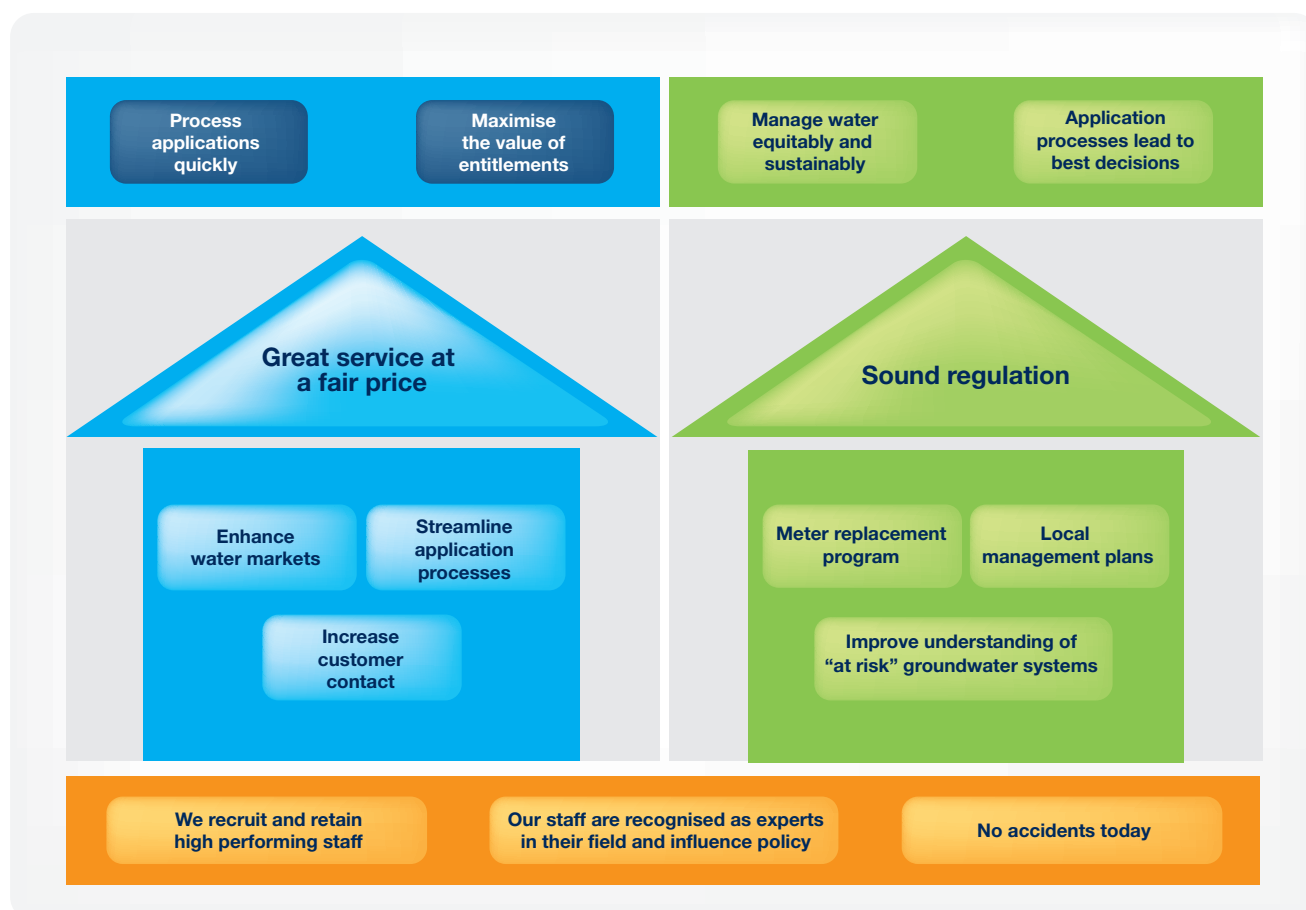 Process
applications
quickly
Maximise
the value of
entitlements
Manage water
equitably and
sustainably
Application
processes lead to
best decisions
Great service at
a fair price
Sound regulation
Enhance
water markets
Streamline
application
processes
Increase
customer
contact
Meter replacement
program
Local
management plans
Improve understanding of
“at risk” groundwater systems
We recruit and retain
high performing staff
Our staff are recognised as experts
in their field and influence policy
No accidents today